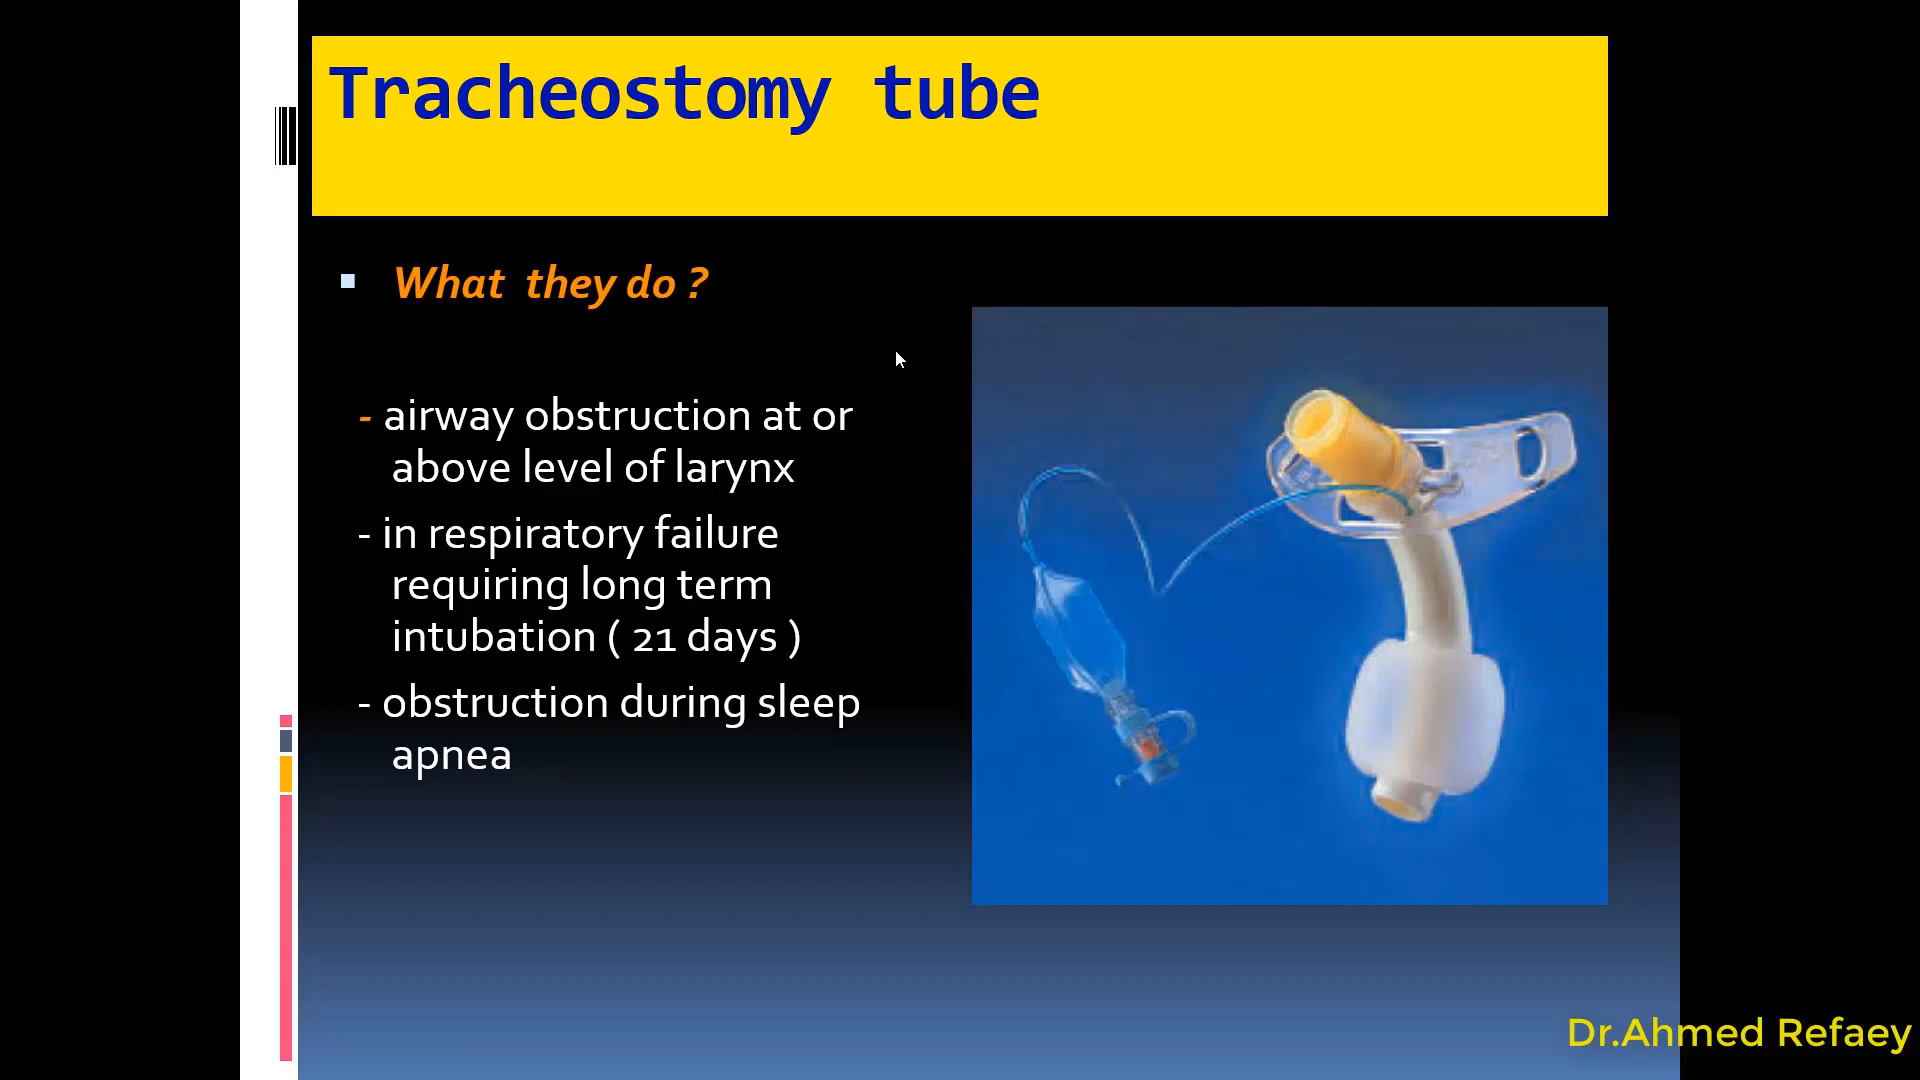 Tracheostomy tube
What they do ?
- airway obstruction at or
above level of larynx
- in respiratory failure
requiring long term
intubation ( 21 days )
- obstruction during sleep
apnea
Dr.Ahmed Refaey